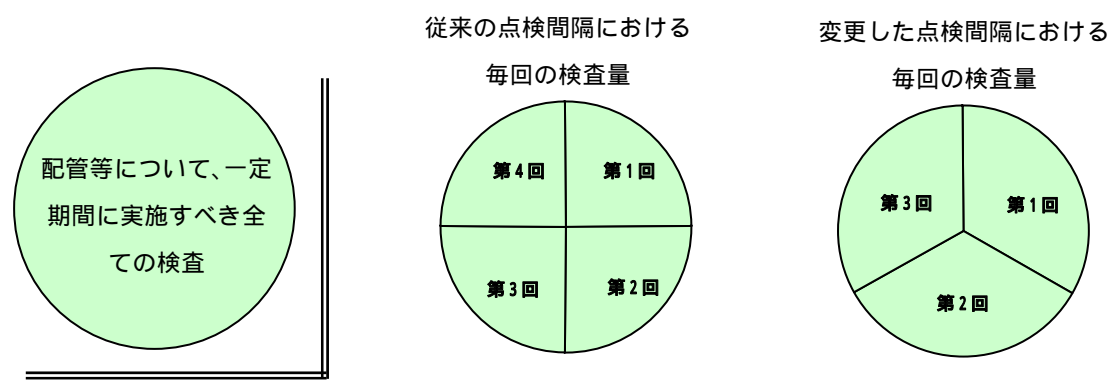 配管等について、一定
期間に実施すべき全
ての検査
従来の点検間隔における
毎回の検査量
第4回
第1回
第3回
第2回
変更した点検間隔における
毎回の検査量
第3回
第1回
第2回